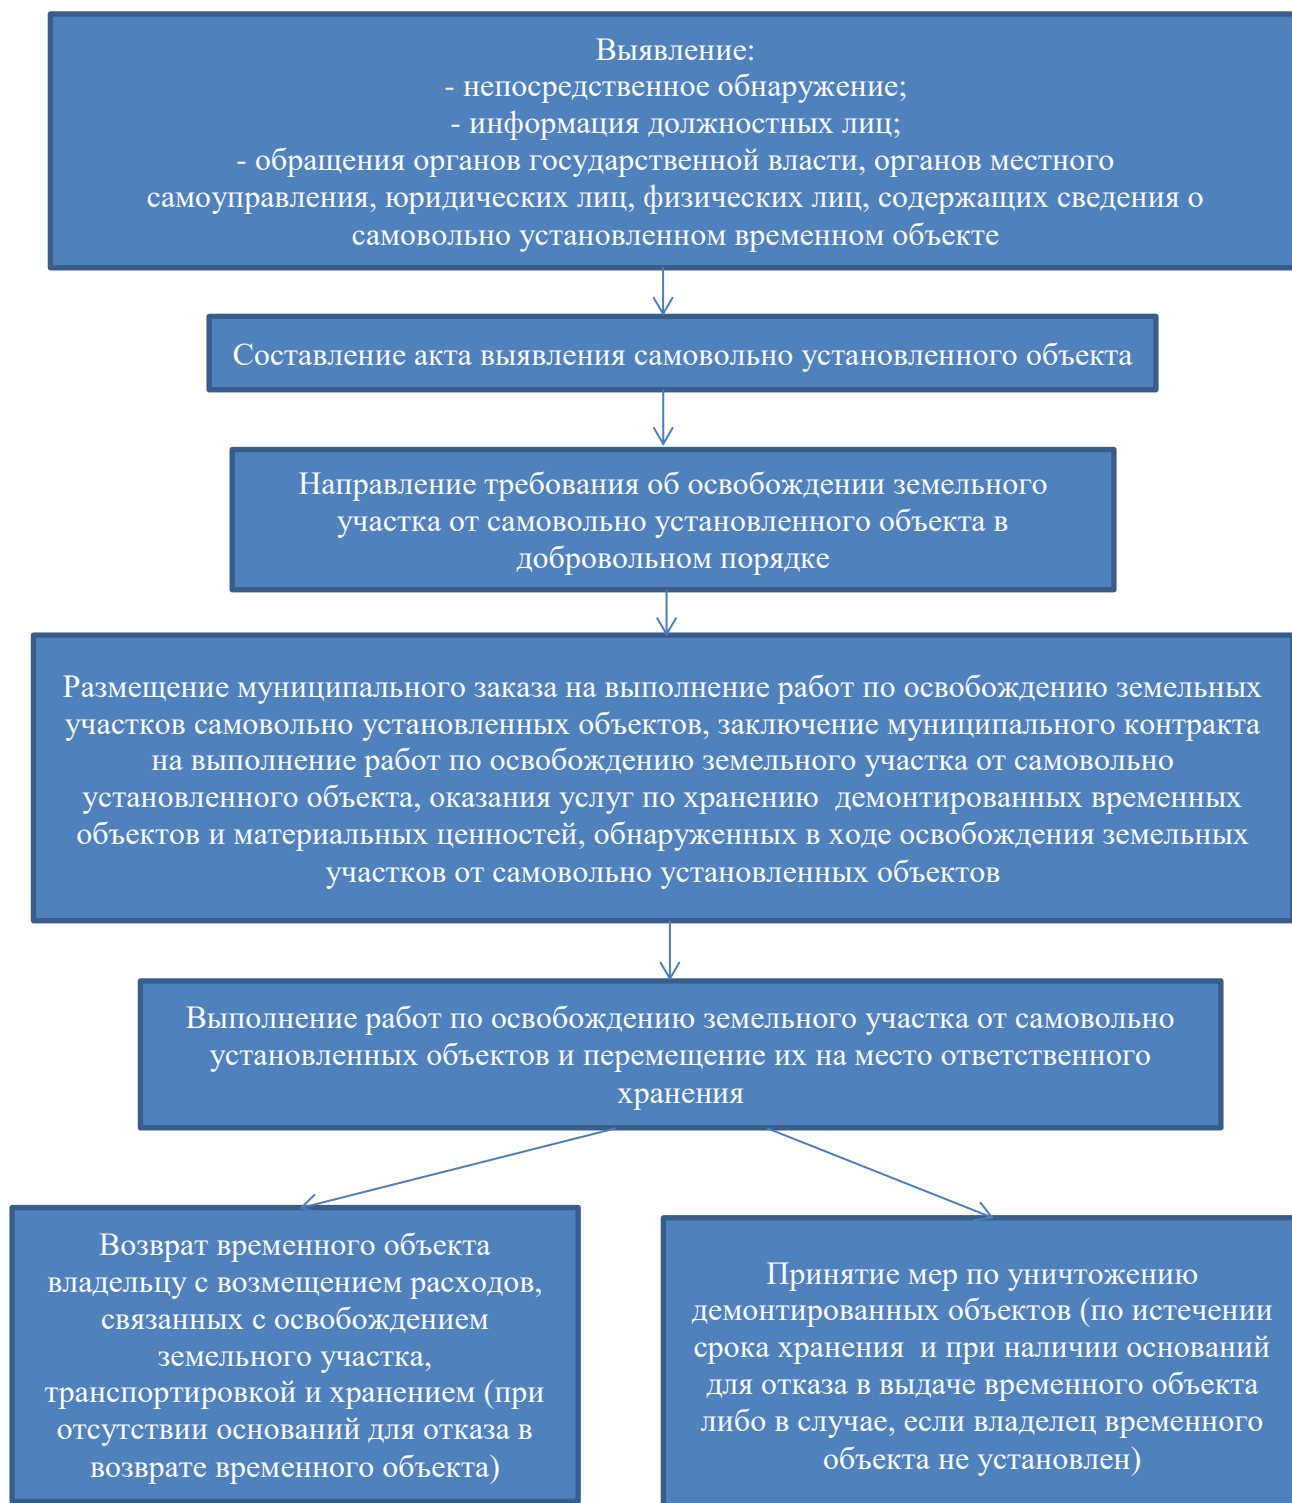 Выявление:
- непосредственное обнаружение;
- информация должностных лиц;
- обращения органов государственной власти, органов местного
самоуправления, юридических лиц, физических лиц, содержащих сведения о
самовольно установленном временном объекте
Составление акта выявления самовольно установленного объекта
Направление требования об освобождении земельного
участка от самовольно установленного объекта в
добровольном порядке
Размещение муниципального заказа на выполнение работ по освобождению земельных
участков самовольно установленных объектов, заключение муниципального контракта
на выполнение работ по освобождению земельного участка от самовольно
установленного объекта, оказания услуг по хранению  демонтированных временных
объектов и материальных ценностей, обнаруженных в ходе освобождения земельных
участков от самовольно установленных объектов
Выполнение работ по освобождению земельного участка от самовольно
установленных объектов и перемещение их на место ответственного
хранения
Возврат временного объекта
владельцу с возмещением расходов,
связанных с освобождением
земельного участка,
транспортировкой и хранением (при
отсутствии оснований для отказа в
возврате временного объекта)
Принятие мер по уничтожению
демонтированных объектов (по истечении
срока хранения  и при наличии оснований
для отказа в выдаче временного объекта
либо в случае, если владелец временного
объекта не установлен)